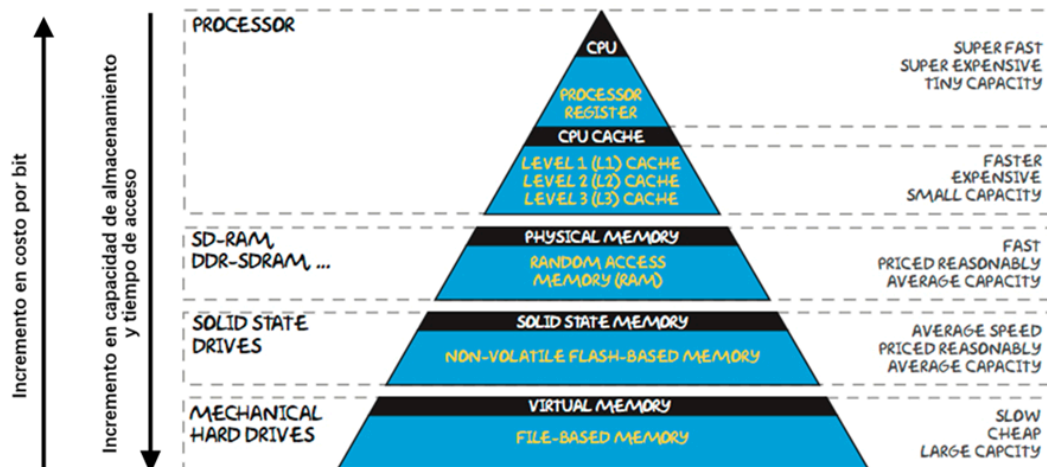 Incremento en costo por bit
Incremento en capacidad de almacenamiento
y tiempo de acceso
PROCESSOR
CPU
PROCESSOR
REGISTER
SUPER FAST
SUPER EXPENSIVE
TINY CAPACITY
CPU CACHE
LEVEL 1 (L1) CACHE
LEVEL 2 (L2) CACHE
LEVEL 3 (L3) CACHE
FASTER
EXPENSIVE
SMALL CAPACITY
SD-RAM,
DDR-SDRAM, ...
PHYSICAL MEMORY
RANDOM ACCESS
MEMORY (RAM)
FAST
PRICED REASONABLY
AVERAGE CAPACITY
SOLID STATE
DRIVES
SOLID STATE MEMORY
NON-VOLATILE FLASH-BASED MEMORY
AVERAGE SPEED
PRICED REASONABLY
AVERAGE CAPACITY
MECHANICAL
HARD DRIVES
VIRTUAL MEMORY
FILE-BASED MEMORY
SLOW
CHEAP
LARGE CAPCITY